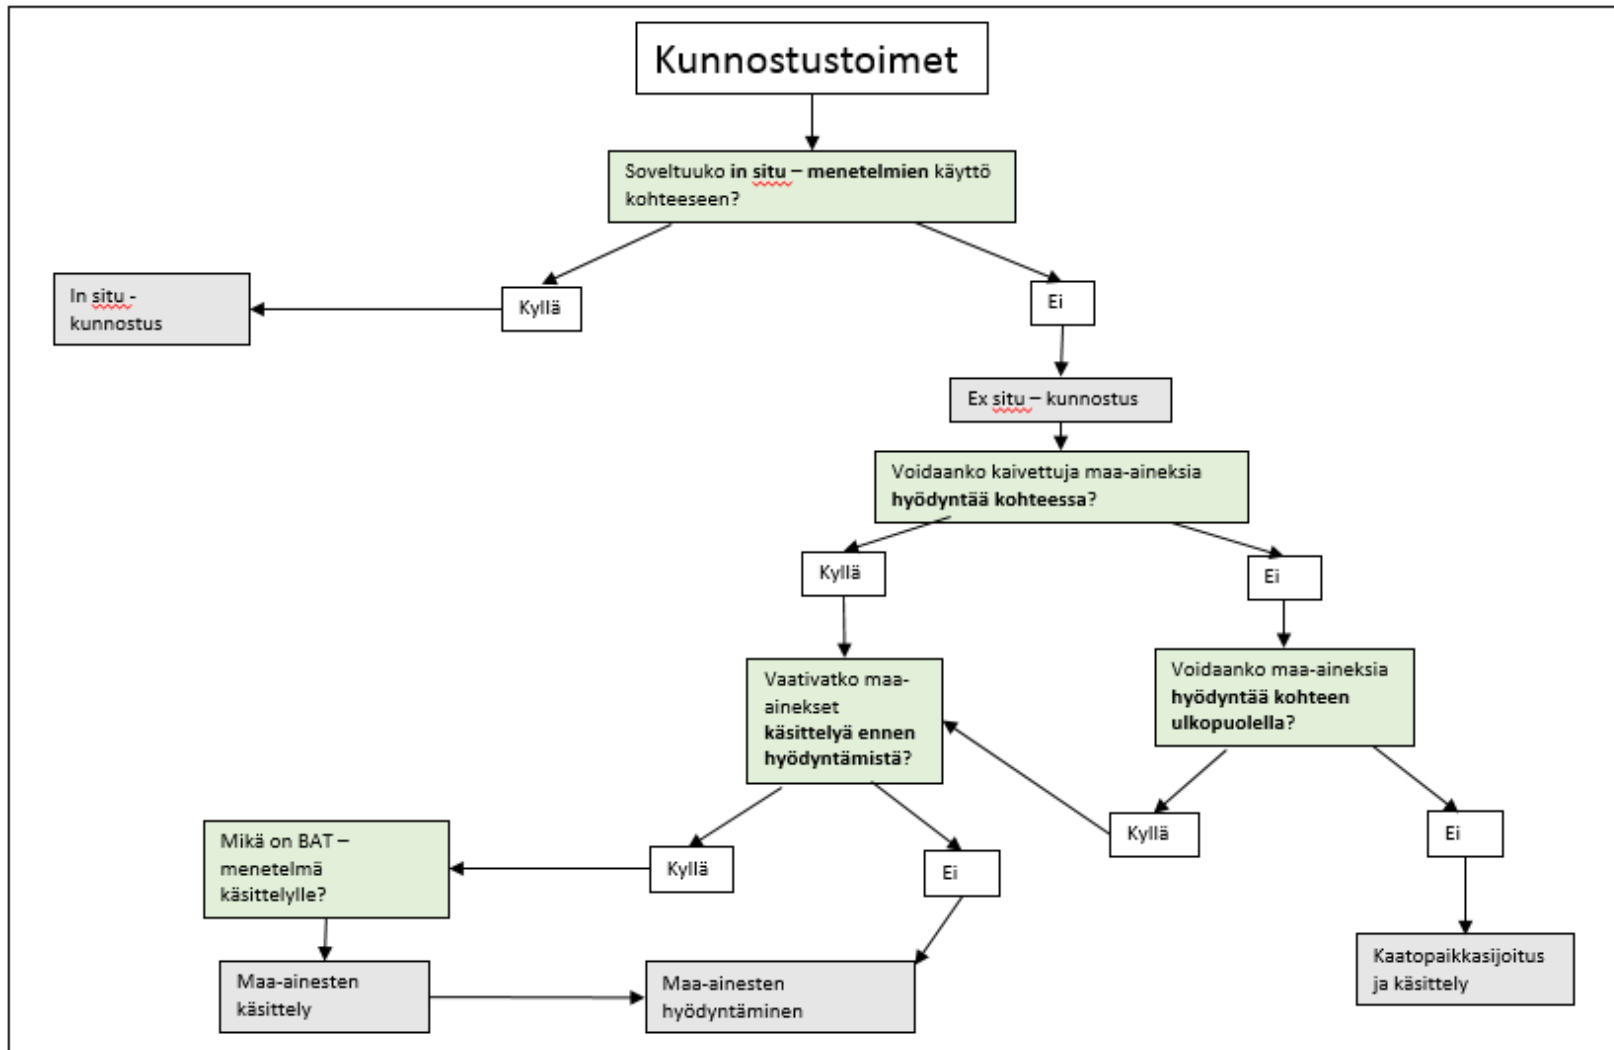 Kunnostustoimet
Soveltuuko in situ – menetelmien käyttö
kohteeseen?
In situ -
kunnostus
Kyllä
Ei
Ex situ – kunnostus
Voidaanko kaivettuja maa-aineksia
hyödyntää kohteessa?
Kyllä
Ei
Vaativatko maa-
ainekset
käsittelyä ennen
hyödyntämistä?
Voidaanko maa-aineksia
hyödyntää kohteen
ulkopuolella?
Mikä on BAT –
menetelmä
käsittelylle?
Kyllä
Ei
Kyllä
Ei
Maa-ainesten
käsittely
Maa-ainesten
hyödyntäminen
Kaatopaikkasijoitus
ja käsittely